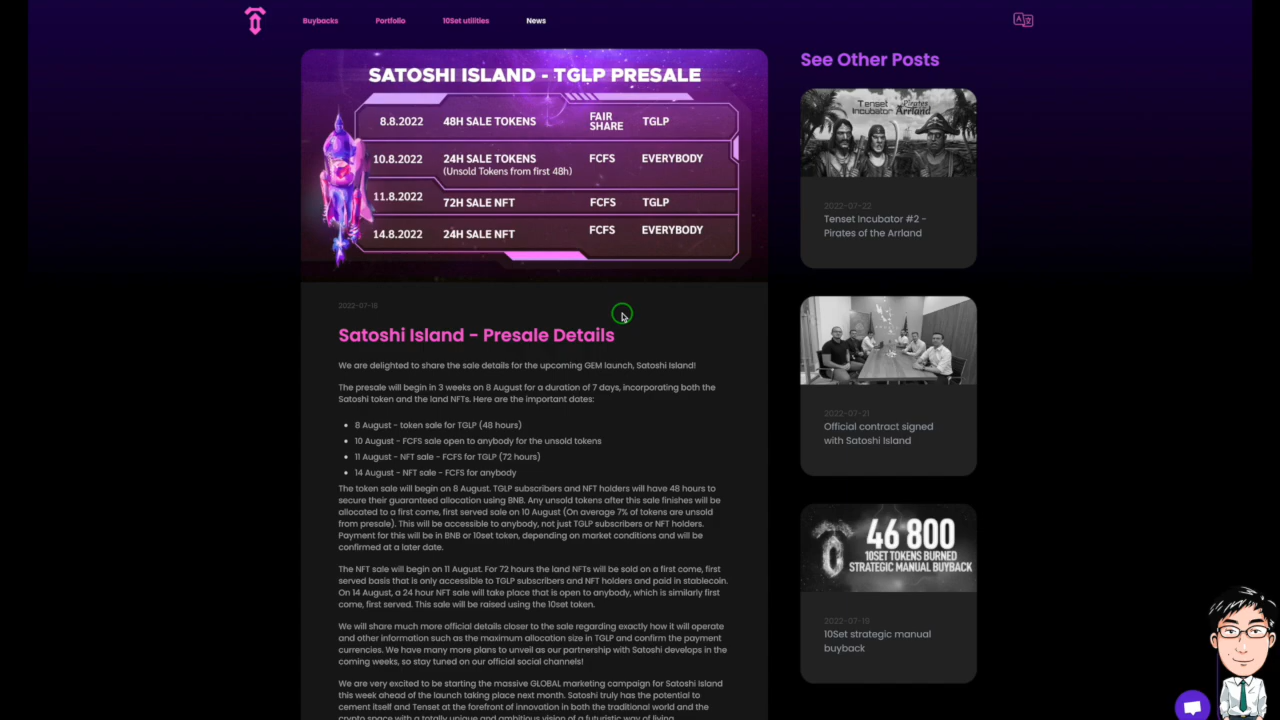 Buybacks
Portfolio
10Set utilities
News
SATOSHI ISLAND - TGLP PRESALE
8.8.2022 48H SALE TOKENS FAIR SHARE TGLP
10.8.2022 24H SALE TOKENS FCFS EVERYBODY
(Unsold Tokens from first 48h)
11.8.2022 72H SALE NFT FCFS TGLP
14.8.2022 24H SALE NFT FCFS EVERYBODY
Satoshi Island - Presale Details
We are delighted to share the sale details for the upcoming GEM launch, Satoshi Island!
The presale will begin in 3 weeks on 8 August for a duration of 7 days, incorporating both the
Satoshi token and the land NFTs. Here are the important dates:
• 8 August - token sale for TGLP (48 hours)
• 10 August - FCFS sale open to anybody for the unsold tokens
• 11 August - NFT sale - FCFS for TGLP (72 hours)
• 14 August - NFT sale - FCFS for anybody
The token sale will begin on 8 August. TGLP subscribers and NFT holders will have 48 hours to
secure their guaranteed allocation using BNB. Any unsold tokens after this sale finishes will be
allocated to a first come, first served sale on 10 August (On average 7% of tokens are unsold
from presale). This will be accessible to anybody, not just TGLP subscribers or NFT holders.
Payment for this will be in BNB or 10set token, depending on market conditions and will be
confirmed at a later date.
The NFT sale will begin on 11 August. For 72 hours the land NFTs will be sold on a first come, first
served basis that is only accessible to TGLP subscribers and NFT holders and paid in stablecoin.
On 14 August, a 24 hour NFT sale will take place that is open to anybody, which is similarly first
come, first served. This sale will be raised using the 10set token.
We will share much more official details closer to the sale regarding exactly how it will operate
and other information such as the maximum allocation size in TGLP and confirm the payment
currencies. We have many more plans to unveil as our partnership with Satoshi develops in the
coming weeks, so stay tuned on our official social channels!
We are very excited to be starting the massive GLOBAL marketing campaign for Satoshi Island
this week ahead of the launch taking place next month. Satoshi truly has the potential to
cement itself and Tenset at the forefront of innovation in both the traditional world and the
crypto space with a totally unique and ambitious vision of a futuristic way of living.
See Other Posts
Tenset Incubator
Pirates of the Arrland
2022-07-22
Tenset Incubator #2 -
Pirates of the Arrland
2022-07-21
Official contract signed
with Satoshi Island
46 800
10SET TOKENS BURNED
STRATEGIC MANUAL BUYBACK
10Set strategic manual
buyback